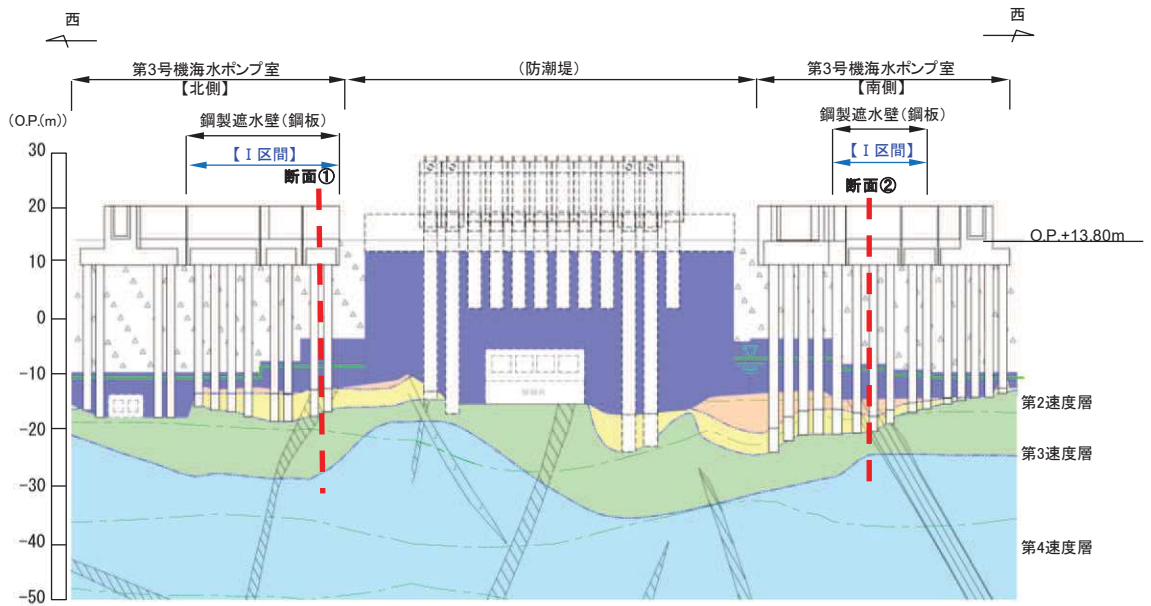 西
西
第3号機海水ポンプ室
【北側】
(防潮堤)
第3号機海水ポンプ室
【南側】
(O.P.(m))
鋼製遮水壁(鋼板)
鋼製遮水壁(鋼板)
【Ⅰ区間】
【Ⅰ区間】
断面①
断面②
30
20
10
0
-10
-20
-30
-40
-50
O.P.+13.80m
第2速度層
第3速度層
第4速度層